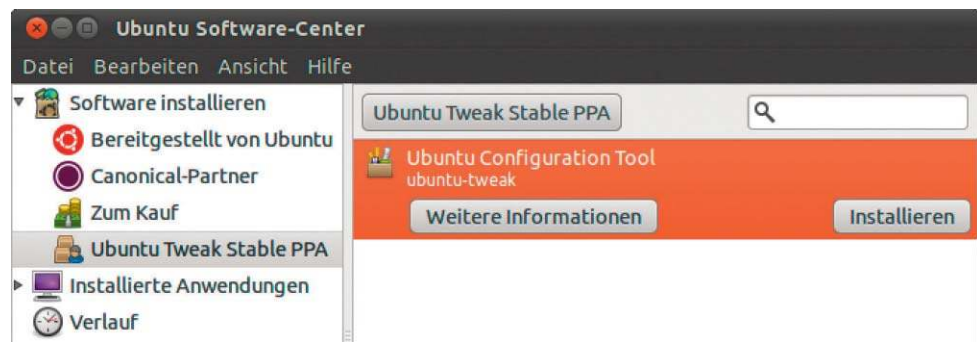 Ubuntu Software-Center
Datei Bearbeiten Ansicht Hilfe
Software installieren
Bereitgestellt von Ubuntu
Canonical-Partner
Zum Kauf
Ubuntu Tweak Stable PPA
Installierte Anwendungen
Verlauf
Ubuntu Tweak Stable PPA
Ubuntu Configuration Tool
ubuntu-tweak
Weitere Informationen
Installieren